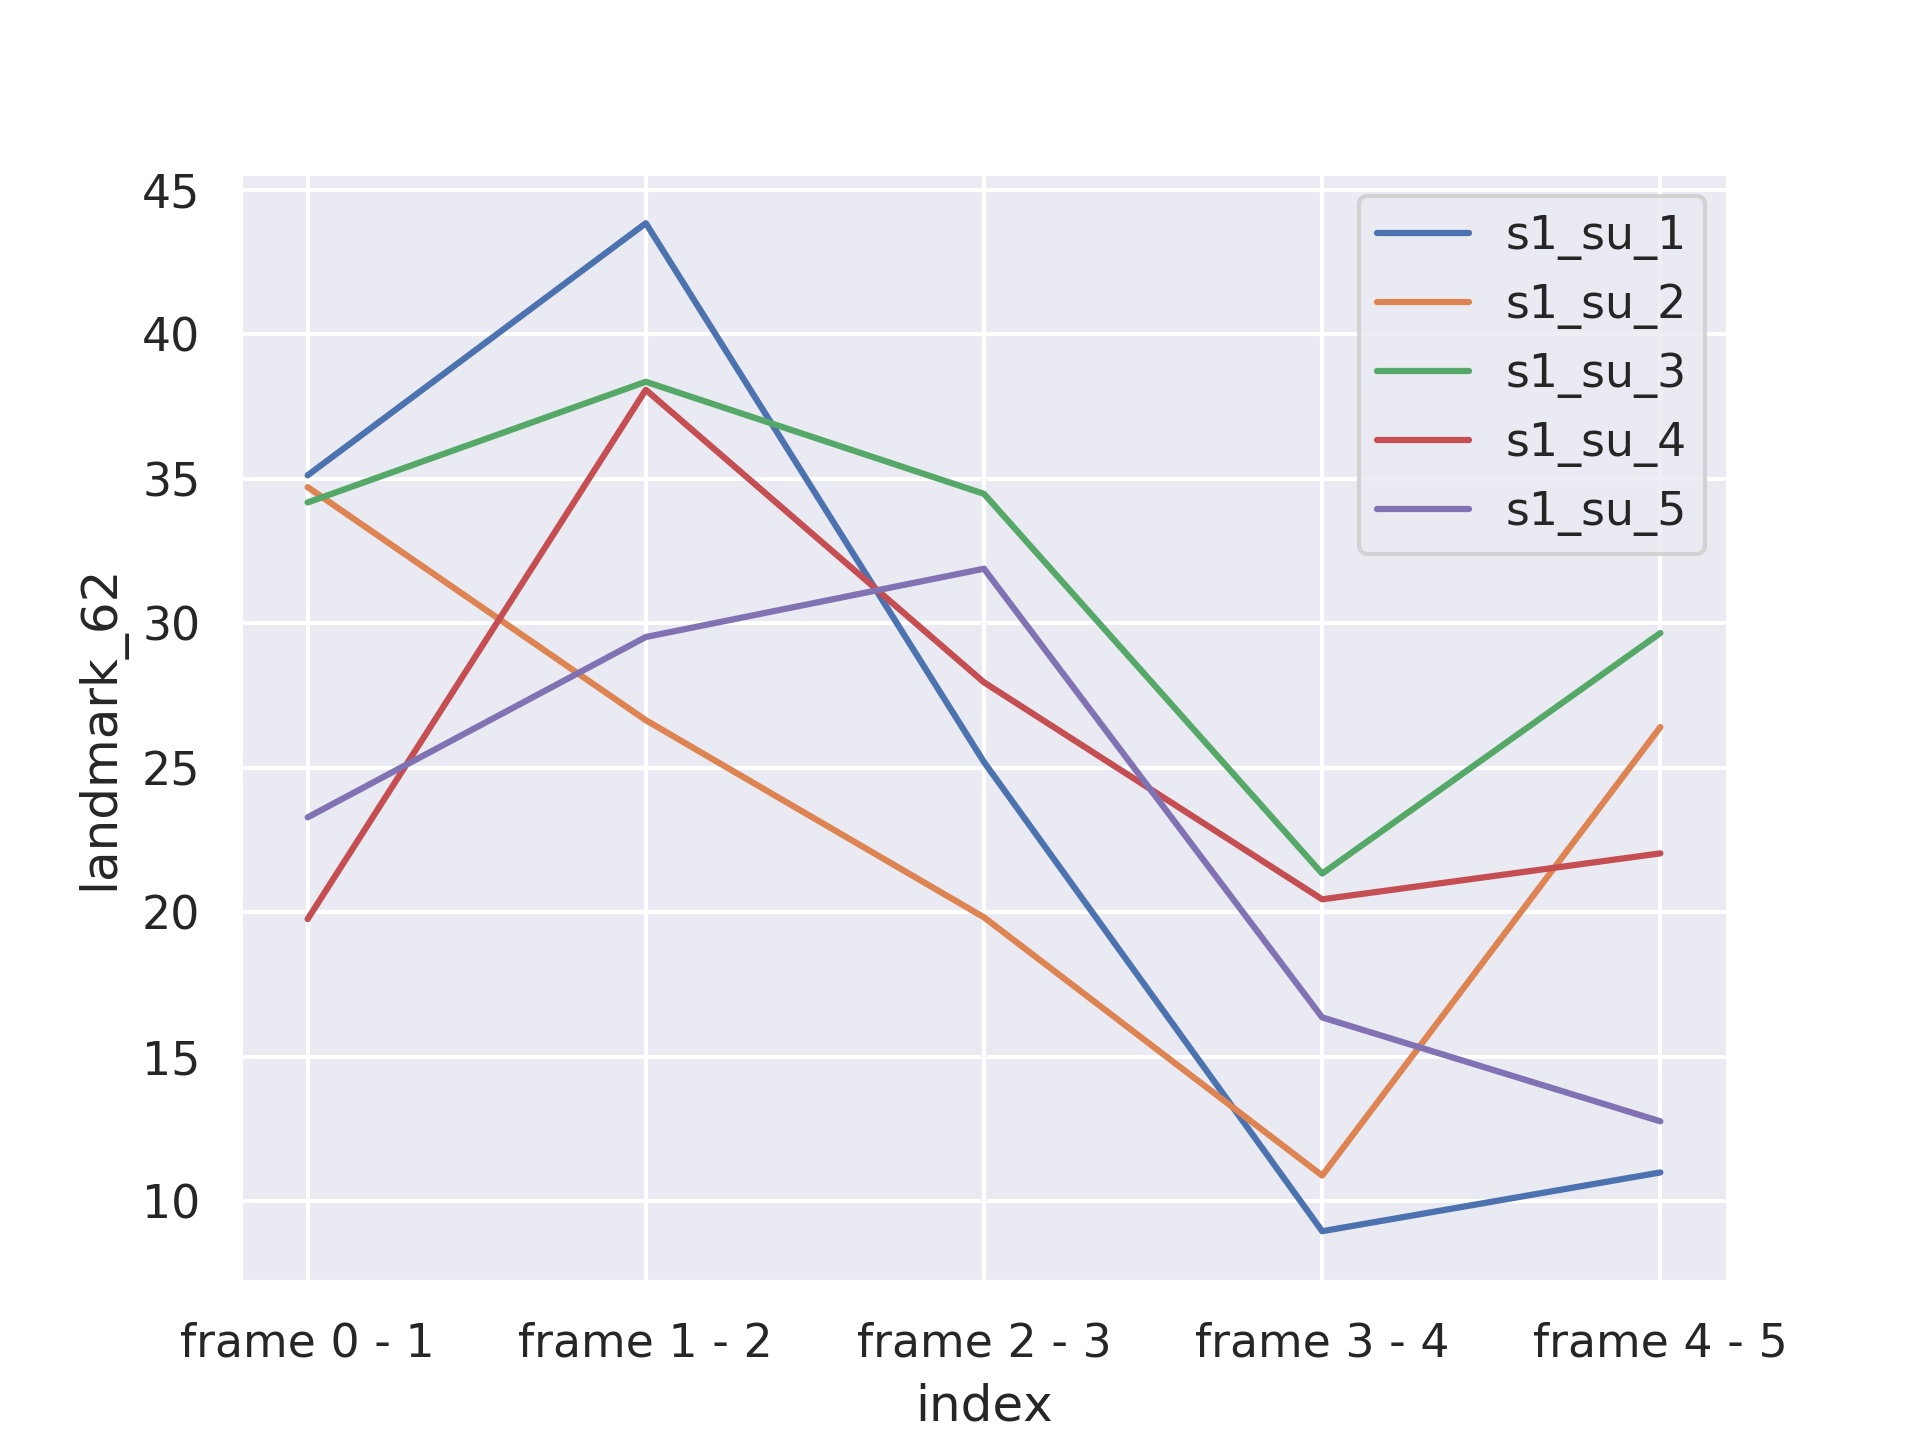 45
40
35
30
25
20
15
10
landmark_62
s1_su_1
s1_su_2
s1_su_3
s1_su_4
s1_su_5
frame 0 - 1
frame 1 - 2
frame 2 - 3
frame 3 - 4
frame 4 - 5
index